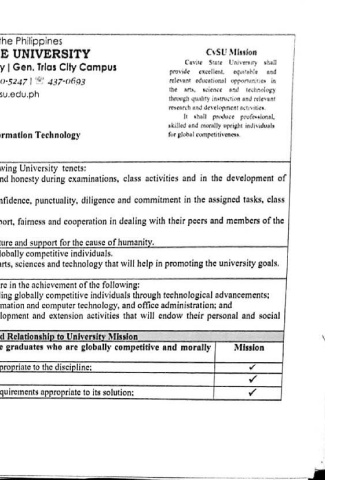 the Philippines
E UNIVERSITY
y | Gen. Trias City Campus
0-5247 | ☏ 437-0693
su.edu.ph
CvSU Mission
Cavite State University shall
provide excellent, equitable and
relevant educational opportunities in
the arts, science and technology
through quality instruction and relevant
research and development activities.
It shall produce professional,
skilled and morally upright individuals
for global competitiveness.
ormation Technology
wing University tenets:
nd honesty during examinations, class activities and in the development of
nfidence, punctuality, diligence and commitment in the assigned tasks, class
port, fairness and cooperation in dealing with their peers and members of the
ture and support for the cause of humanity.
lobally competitive individuals.
arts, sciences and technology that will help in promoting the university goals.
re in the achievement of the following:
ing globally competitive individuals through technological advancements;
rmation and computer technology, and office administration; and
lopment and extension activities that will endow their personal and social
d Relationship to University Mission
e graduates who are globally competitive and morally Mission
propriate to the discipline; ✓
✓
quirements appropriate to its solution; ✓